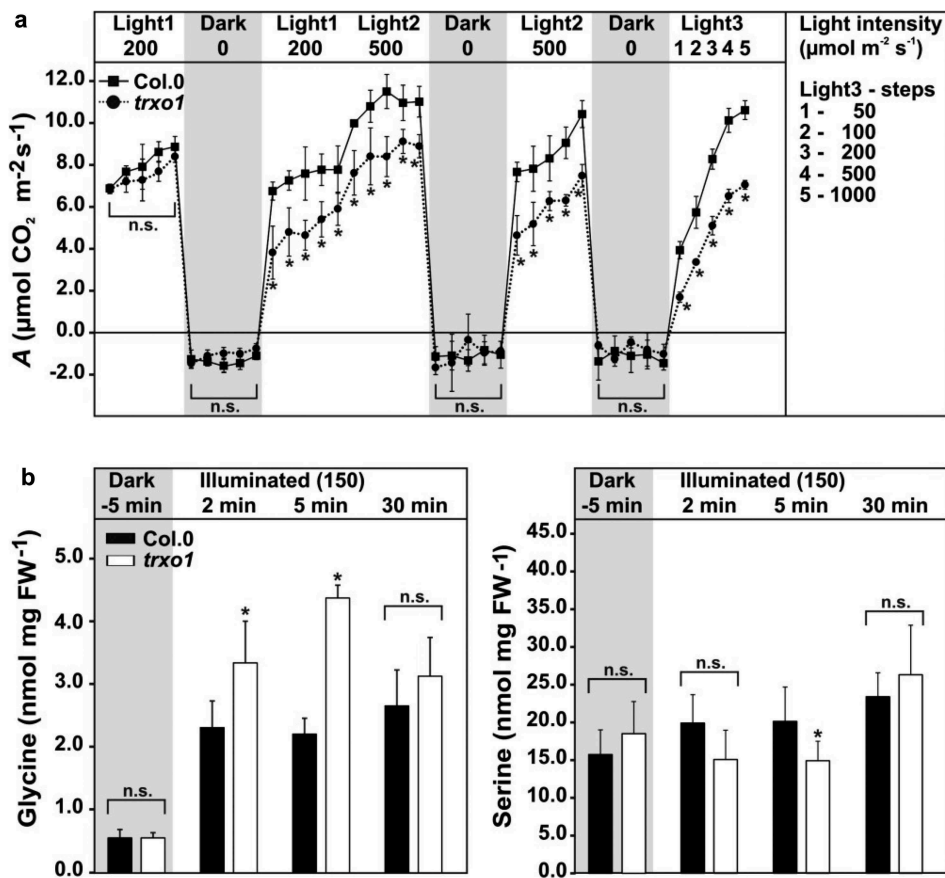 a
Light1 Dark Light1 Light2 Dark Light2 Dark Light3
200 0 200 500 0 500 0 1 2 3 4 5
Light intensity
(μmol m-2 s-1)
Light3 - steps
1 - 50
2 - 100
3 - 200
4 - 500
5 - 1000
A (μmol CO2 m-2 s-1)
12.0
10.0
8.0
6.0
4.0
2.0
0.0
-2.0
Col.0
trxo1
n.s.
n.s.
* * * * * * * * * *
n.s.
* * * * *
n.s.
* * * * *
b
Dark Illuminated (150)
-5 min 2 min 5 min 30 min
Glycine (nmol mg FW-1)
5.0
4.0
3.0
2.0
1.0
0.0
Col.0
trxo1
n.s.
*
*
n.s.
Dark Illuminated (150)
-5 min 2 min 5 min 30 min
Serine (nmol mg FW-1)
45.0
40.0
35.0
30.0
25.0
20.0
15.0
10.0
5.0
0.0
n.s.
n.s.
*
n.s.